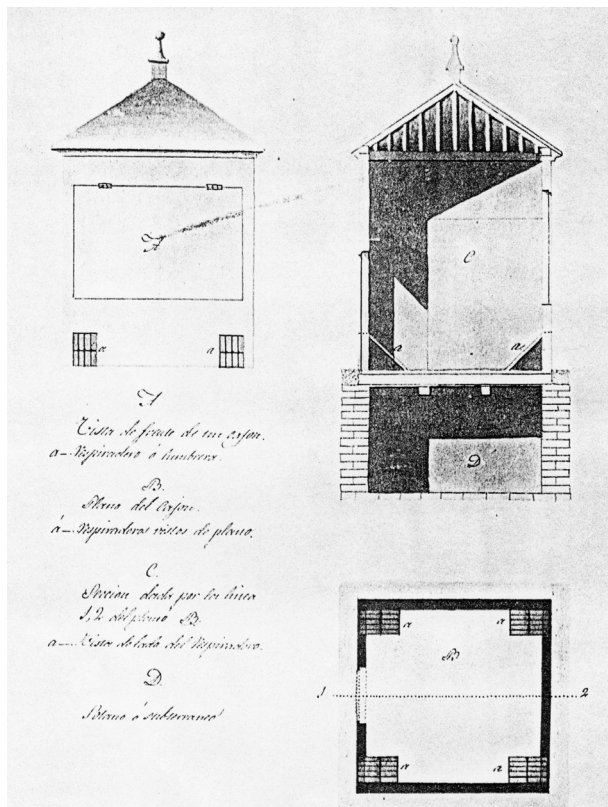 A
a
a
C
a
a
D
A
Vista de frente de un cajon.
a - Respiradero ó lumbrera.
B.
Plano del Cajon.
a - Respiraderos vistos de plano.
C.
Seccion dada por la linea
1,2 del plano B.
a - Vista de lado del Respiradero.
D.
Sótano ó subterraneo
a
a
B
1
2
a
a